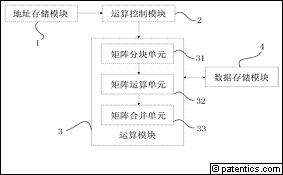 地址存储模块
运算控制模块
2
1
矩阵分块单元
31
4
矩阵运算单元
数据存储模块
32
矩阵合并单元
3
33
运算模块
© patentics.com